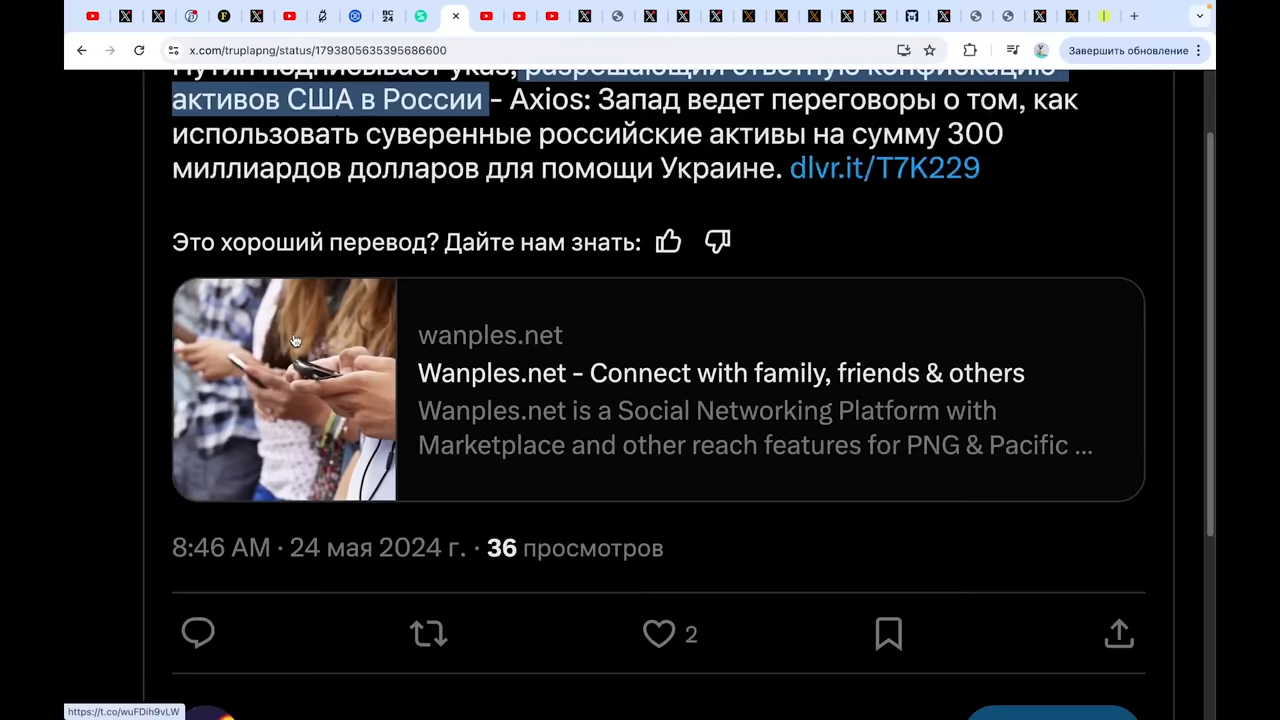 BC
24
x.com/truplapng/status/1793805635395686600
Завершить обновление
Путин подписывает указ, разрешающий ответную конфискацию
активов США в России - Axios: Запад ведет переговоры о том, как
использовать суверенные российские активы на сумму 300
миллиардов долларов для помощи Украине. dlvr.it/T7K229
Это хороший перевод? Дайте нам знать:
wanples.net
Wanples.net - Connect with family, friends & others
Wanples.net is a Social Networking Platform with
Marketplace and other reach features for PNG & Pacific ...
8:46 AM · 24 мая 2024 г. · 36 просмотров
2
https://t.co/wuFDih9vLW